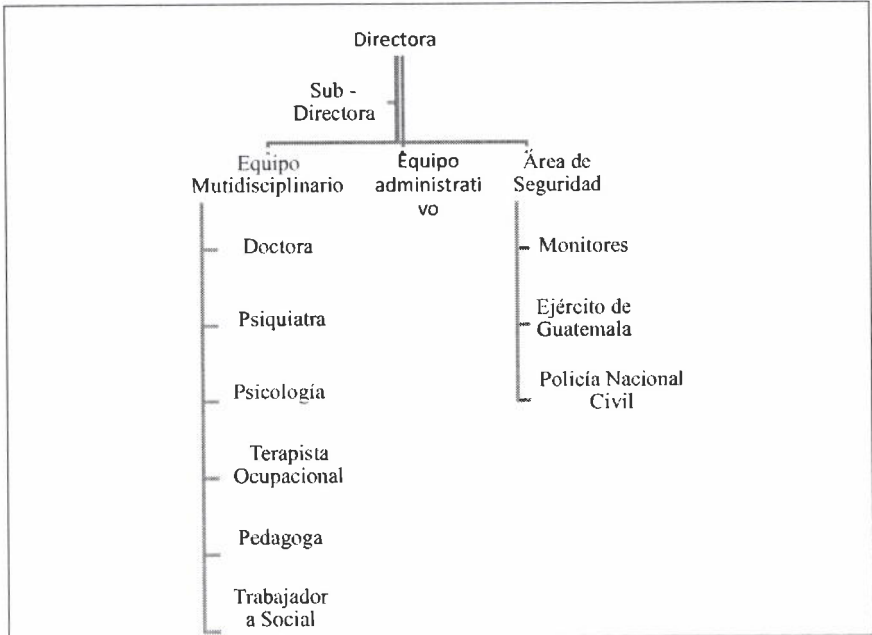 Directora
Sub -
Directora
Equipo
Mutidisciplinario
Equipo
administrati
vo
Área de
Seguridad
Doctora
Psiquiatra
Psicología
Terapista
Ocupacional
Pedagoga
Trabajador
a Social
Monitores
Ejército de
Guatemala
Policía Nacional
Civil